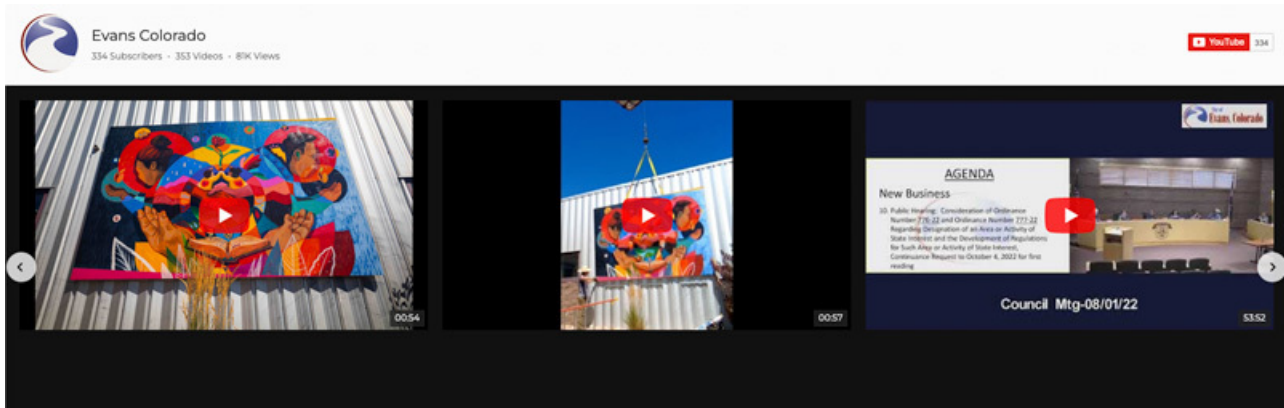 Evans Colorado
334 Subscribers • 353 Videos • 81K Views
YouTube 334
Evans Colorado
AGENDA
New Business
10. Public Hearing: Consideration of Ordinance
Number 776-22 and Ordinance Number 777-22
Regarding Designation of an Area or Activity of
State Interest and the Development of Regulations
for Such Area or Activity of State Interest,
Continuance Request to October 4, 2022 for first
reading
Council Mtg-08/01/22
00:54
00:57
53:52